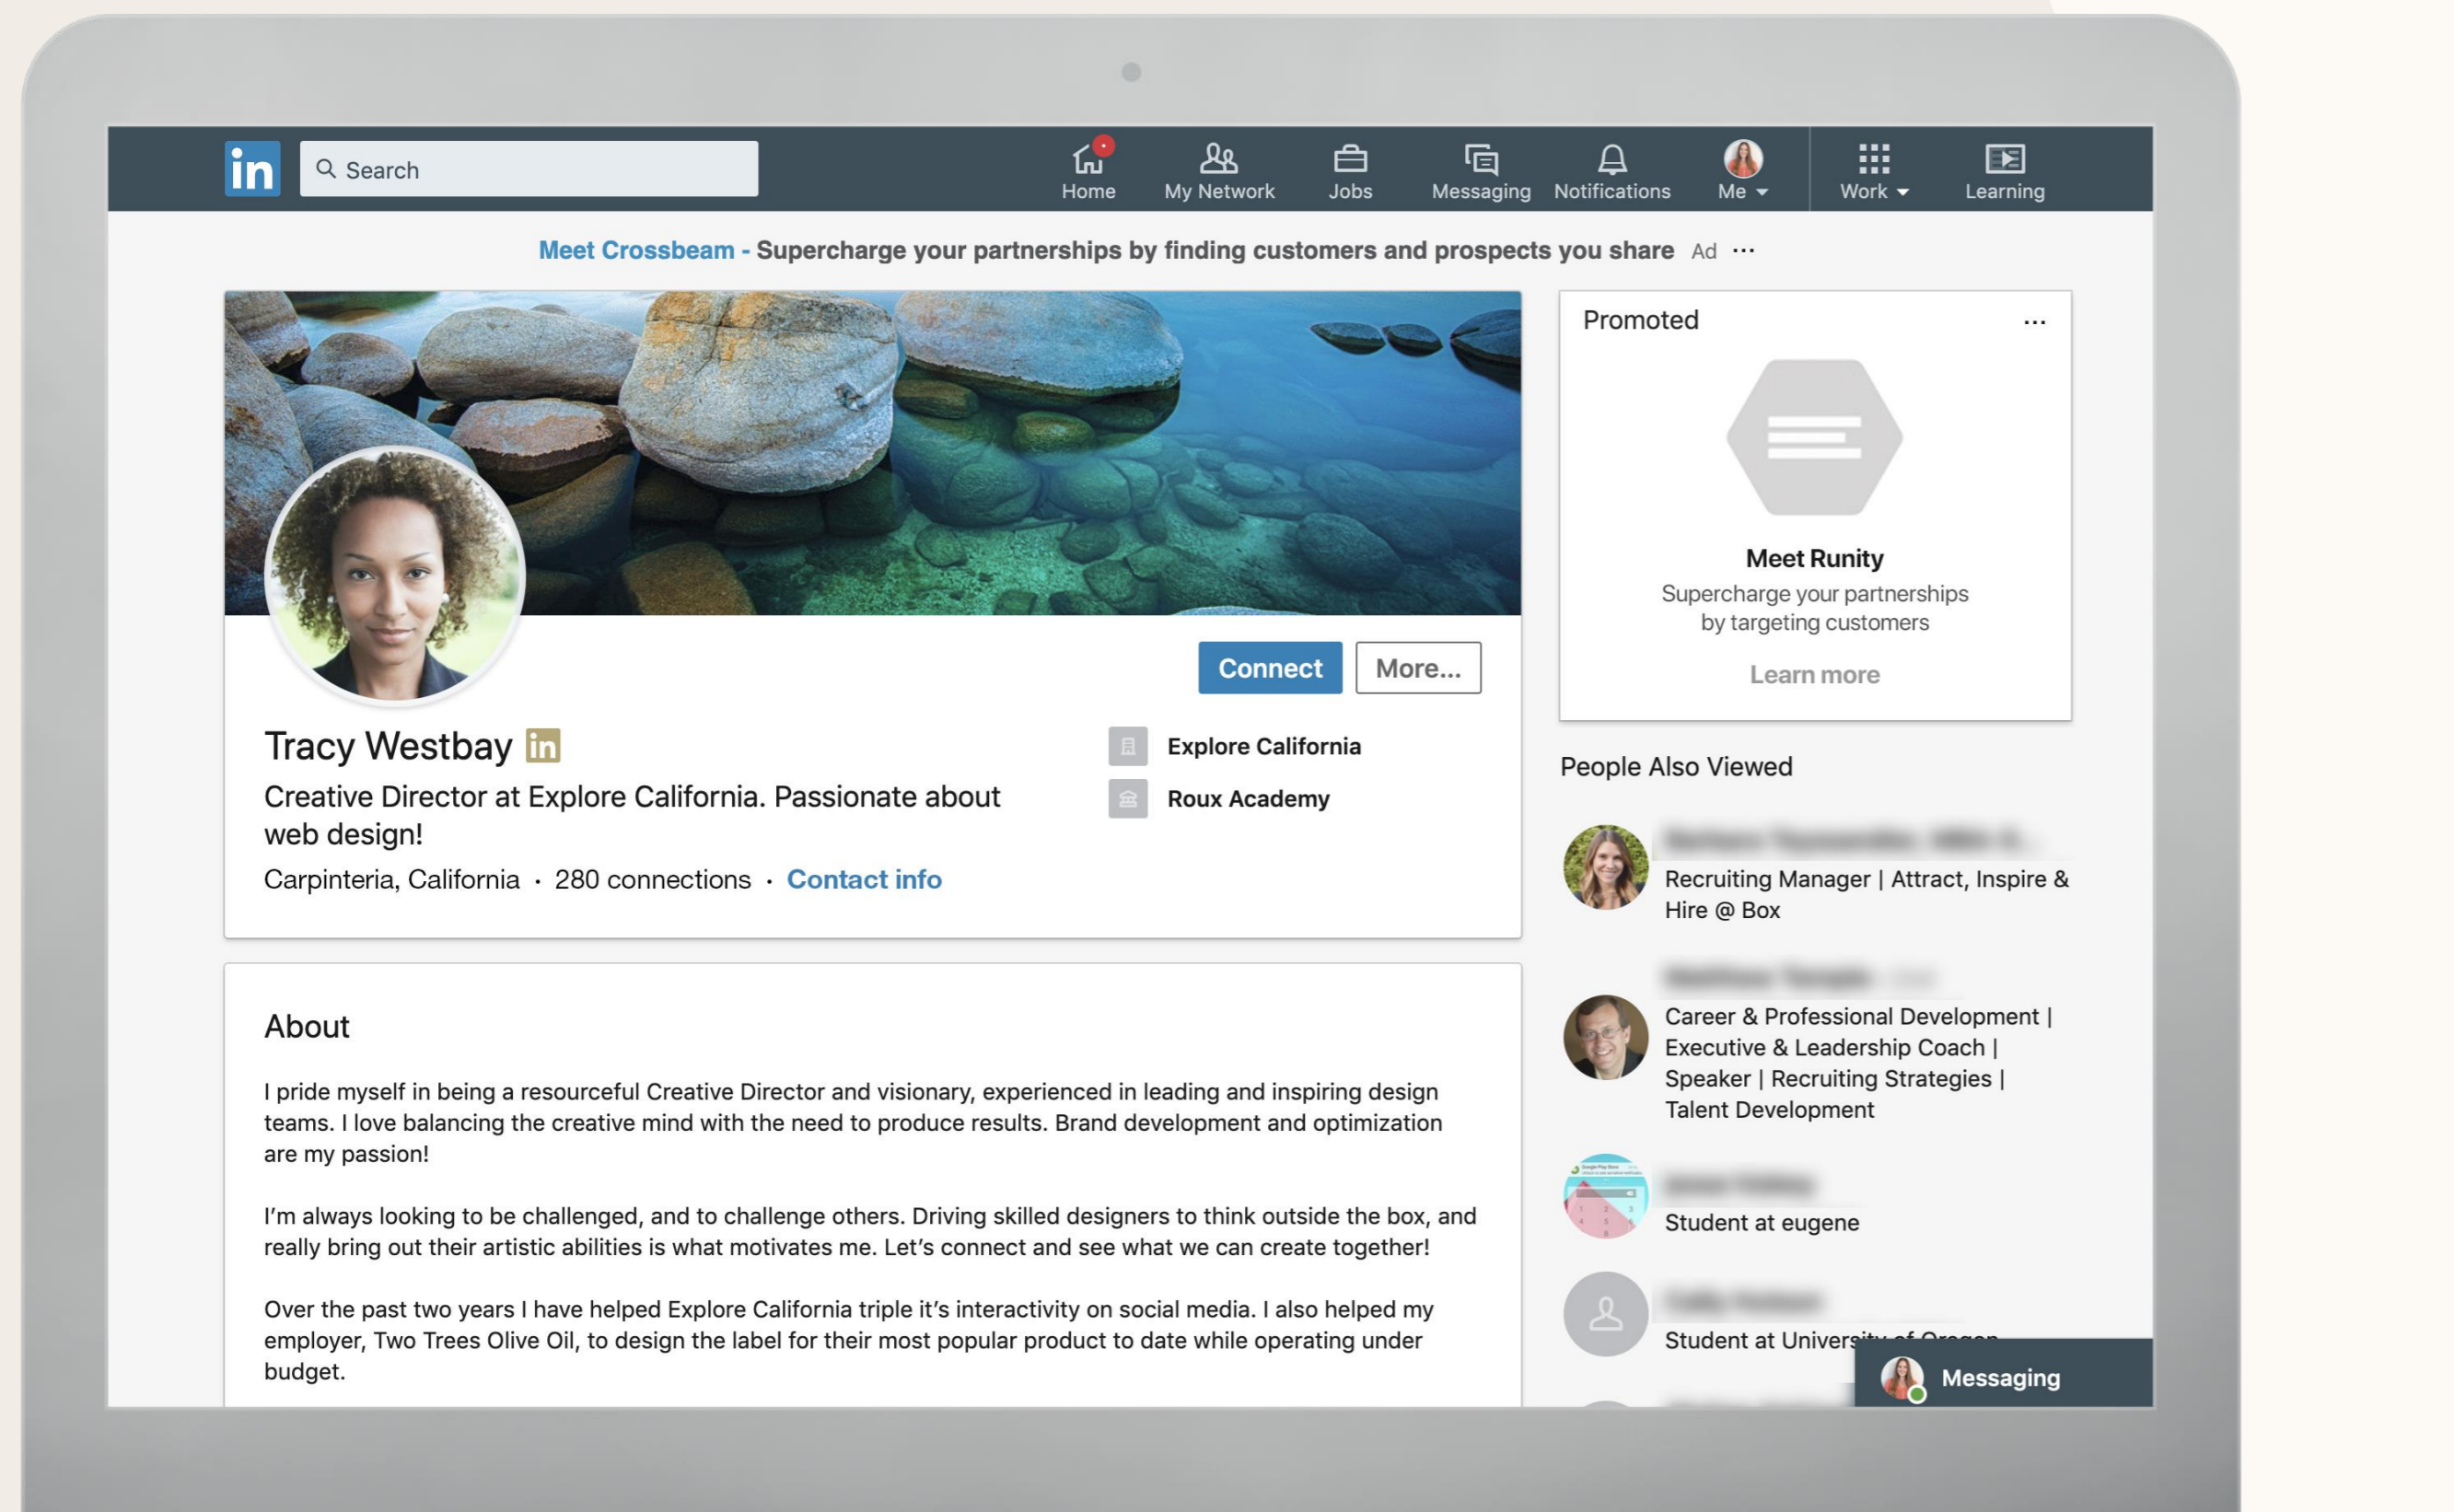 in
Search
Home
My Network
Jobs
Messaging
Notifications
Me
Work
Learning
Meet Crossbeam - Supercharge your partnerships by finding customers and prospects you share Ad ...
Tracy Westbay in
Creative Director at Explore California. Passionate about
web design!
Carpinteria, California · 280 connections · Contact info
Connect
More...
Explore California
Roux Academy
About
I pride myself in being a resourceful Creative Director and visionary, experienced in leading and inspiring design
teams. I love balancing the creative mind with the need to produce results. Brand development and optimization
are my passion!
I'm always looking to be challenged, and to challenge others. Driving skilled designers to think outside the box, and
really bring out their artistic abilities is what motivates me. Let's connect and see what we can create together!
Over the past two years I have helped Explore California triple it's interactivity on social media. I also helped my
employer, Two Trees Olive Oil, to design the label for their most popular product to date while operating under
budget.
Promoted
...
Meet Runity
Supercharge your partnerships
by targeting customers
Learn more
People Also Viewed
Recruiting Manager | Attract, Inspire &
Hire @ Box
Career & Professional Development |
Executive & Leadership Coach |
Speaker | Recruiting Strategies |
Talent Development
Google Play Store
Student at eugene
Student at University of Oregon
Messaging